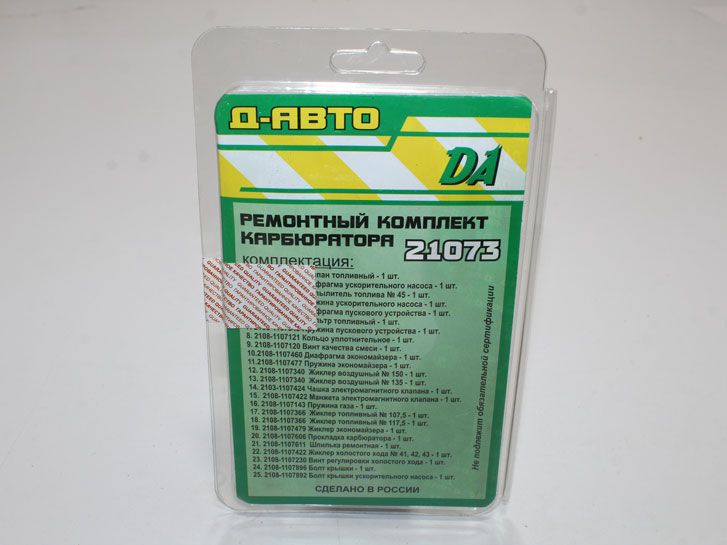 Д-АВТО
DA
РЕМОНТНЫЙ КОМПЛЕКТ
КАРБЮРАТОРА 21073
комплектация:
топливный - 1 шт.
ускорительного насоса - 1 шт.
топлива № 45 - 1 шт.
ускорительного насоса - 1 шт.
пускового устройства - 1 шт.
топливный - 1 шт.
Пружина пускового устройства - 1 шт.
8. 2108-1107121 Кольцо уплотнительное - 1 шт.
9. 2108-1107120 Винт качества смеси - 1 шт.
10.2108-1107460 Диафрагма экономайзера - 1 шт.
11.2108-1107477 Пружина экономайзера - 1 шт.
12. 2108-1107340 Жиклер воздушный № 150 - 1 шт.
13. 2108-1107340 Жиклер воздушный № 135 - 1 шт.
14. 2103-1107424 Чашка электромагнитного клапана - 1 шт.
15. 2108-1107422 Манжета электромагнитного клапана - 1 шт.
16. 2108-1107143 Пружина газа - 1 шт.
17. 2108-1107366 Жиклер топливный № 107,5 - 1 шт.
18. 2108-1107366 Жиклер топливный № 117,5 - 1 шт.
19. 2108-1107479 Жиклер экономайзера - 1 шт.
20. 2108-1107606 Прокладка карбюратора - 1 шт.
21. 2108-1107611 Шпилька ремонтная - 1 шт.
22. 2108-1107422 Жиклер холостого хода № 41, 42, 43 - 1 шт.
23. 2108-1107230 Винт регулировки холостого хода - 1 шт.
24. 2108-1107896 Болт крышки - 1 шт.
25. 2108-1107892 Болт крышки ускорительного насоса - 1 шт.
СДЕЛАНО В РОССИИ
Не подлежит обязательной сертификации
GUARANTEED QUALITY